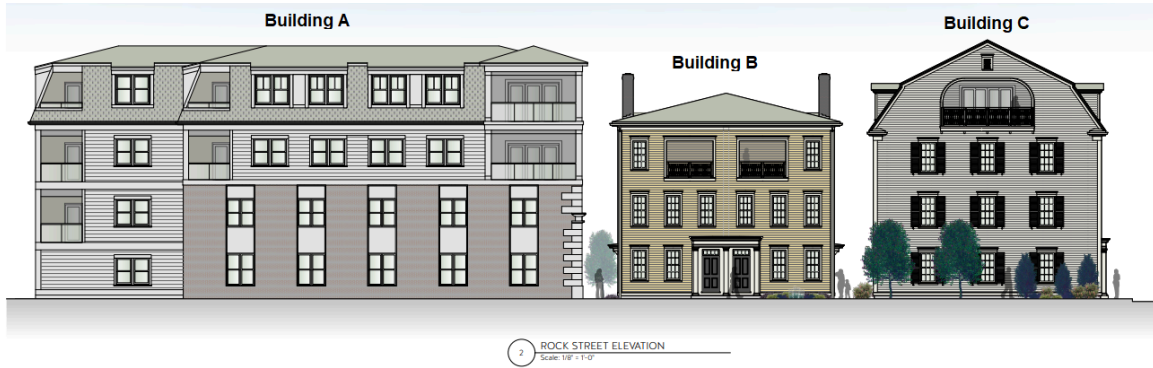 Building A
Building B
Building C
2
ROCK STREET ELEVATION
Scale: 1/8" = 1'-0"